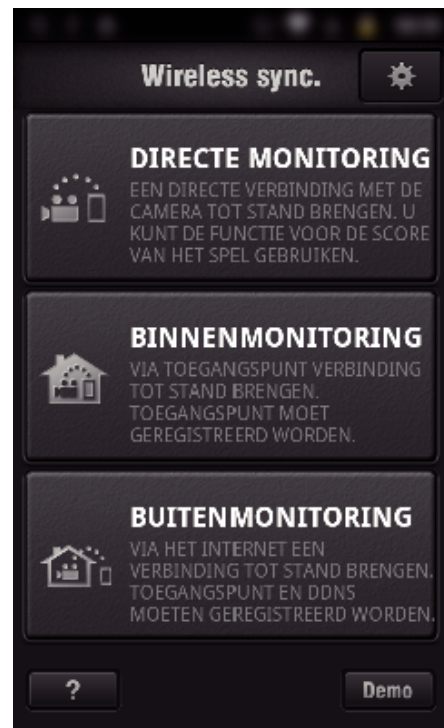 Wireless sync.
DIRECTE MONITORING
EEN DIRECTE VERBINDING MET DE
CAMERA TOT STAND BRENGEN. U
KUNT DE FUNCTIE VOOR DE SCORE
VAN HET SPEL GEBRUIKEN.
BINNENMONITORING
VIA TOEGANGSPUNT VERBINDING
TOT STAND BRENGEN.
TOEGANGSPUNT MOET
GEREGISTREERD WORDEN.
BUITENMONITORING
VIA HET INTERNET EEN
VERBINDING TOT STAND BRENGEN.
TOEGANGSPUNT EN DDNS
MOETEN GEREGISTREERD WORDEN.
?
Demo